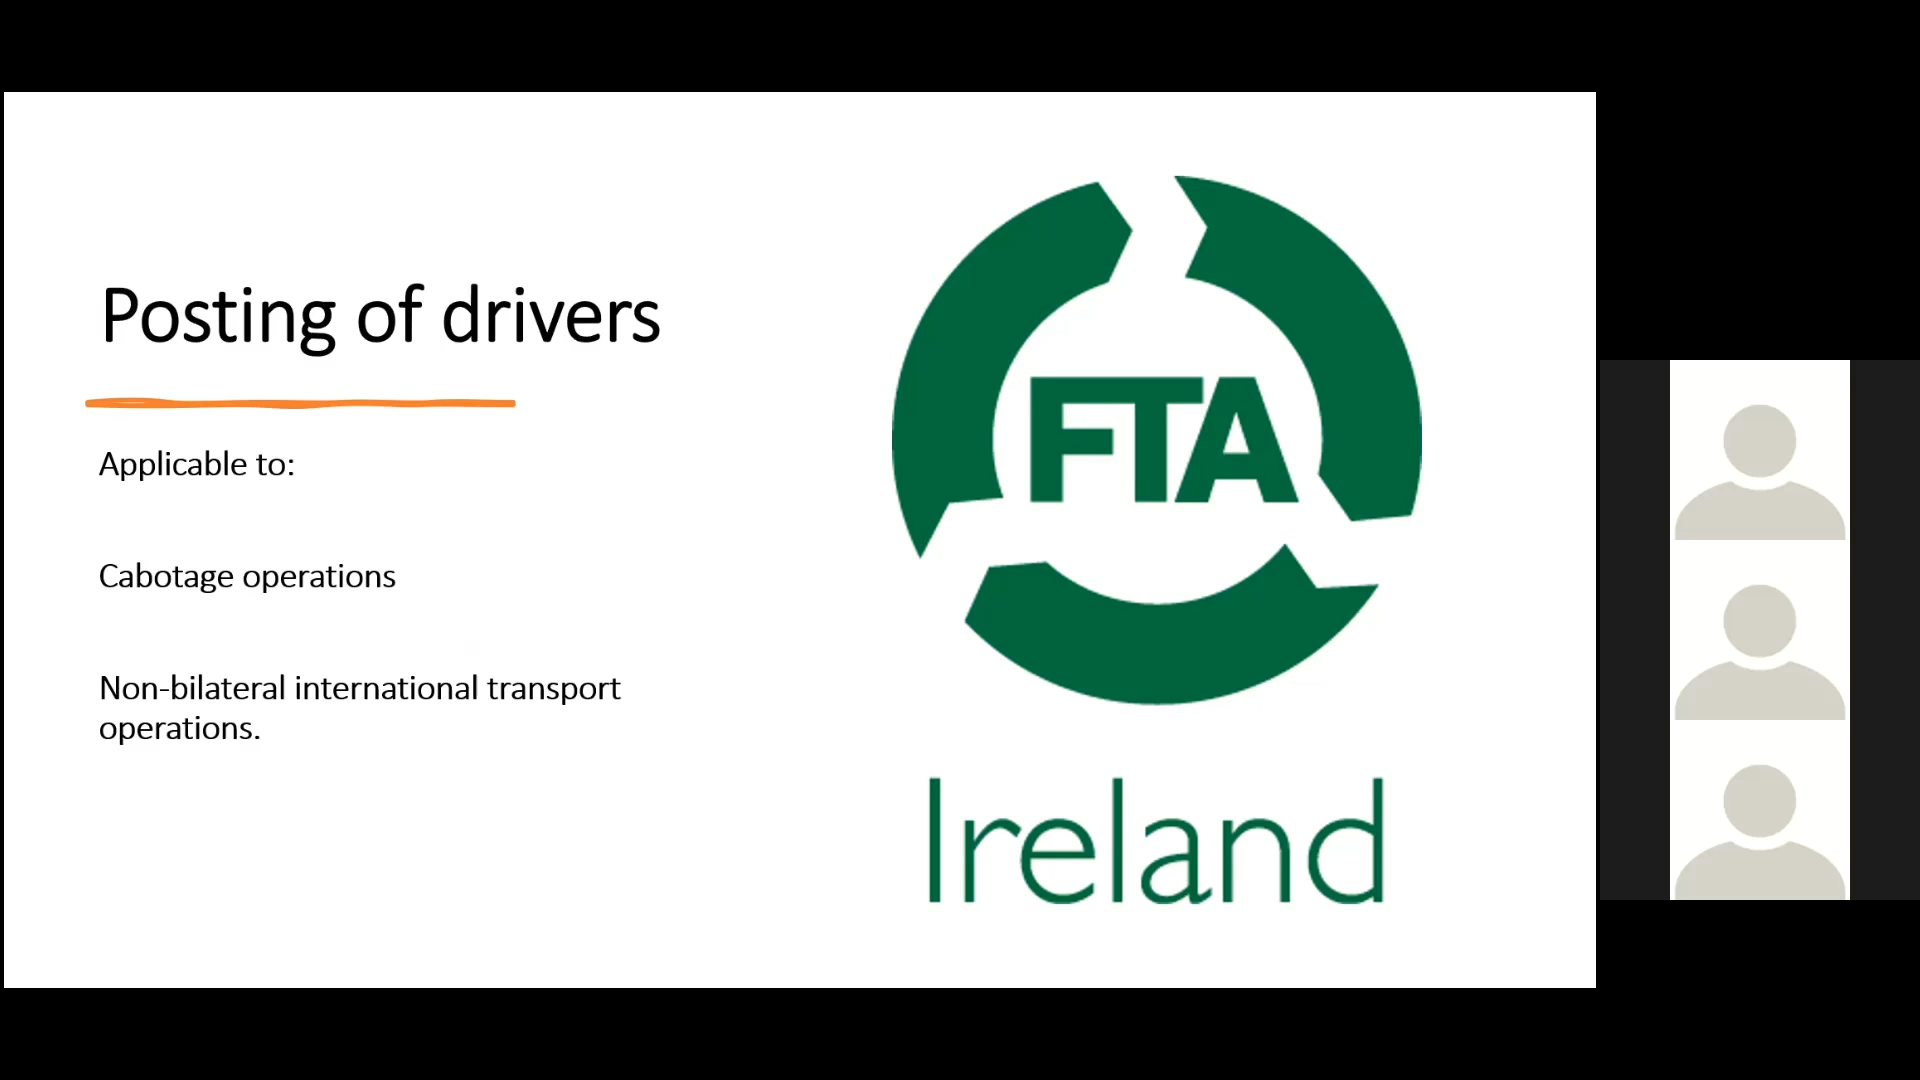 Posting of drivers
Applicable to:
Cabotage operations
Non-bilateral international transport
operations.
FTA
Ireland